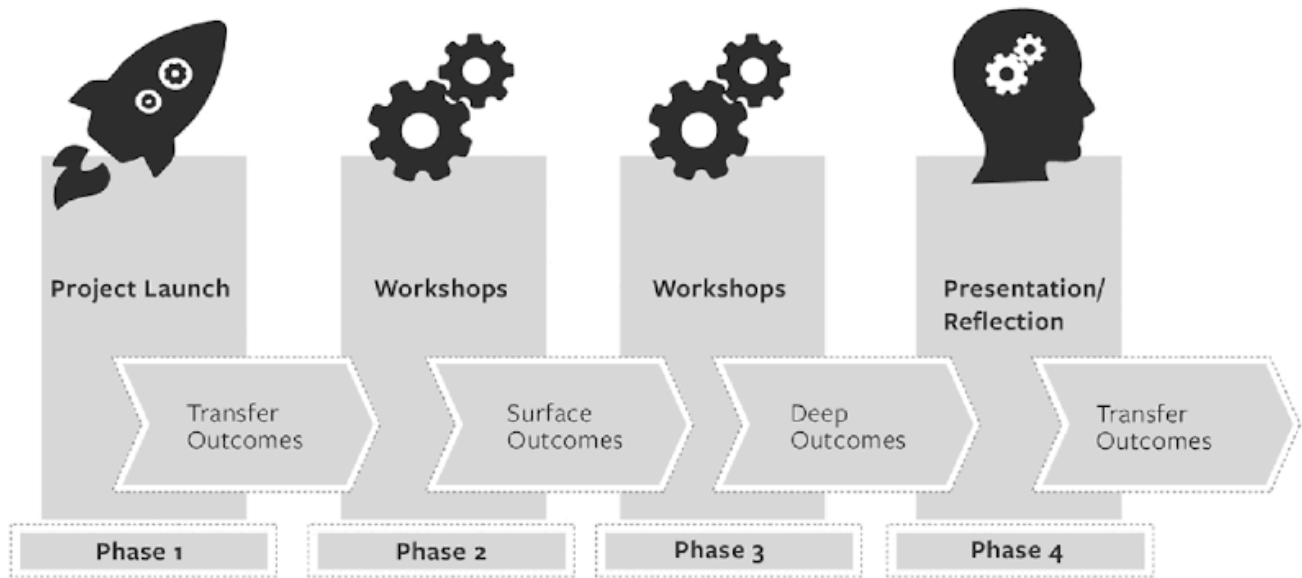 Project Launch
Workshops
Workshops
Presentation/
Reflection
Transfer
Outcomes
Surface
Outcomes
Deep
Outcomes
Transfer
Outcomes
Phase 1
Phase 2
Phase 3
Phase 4